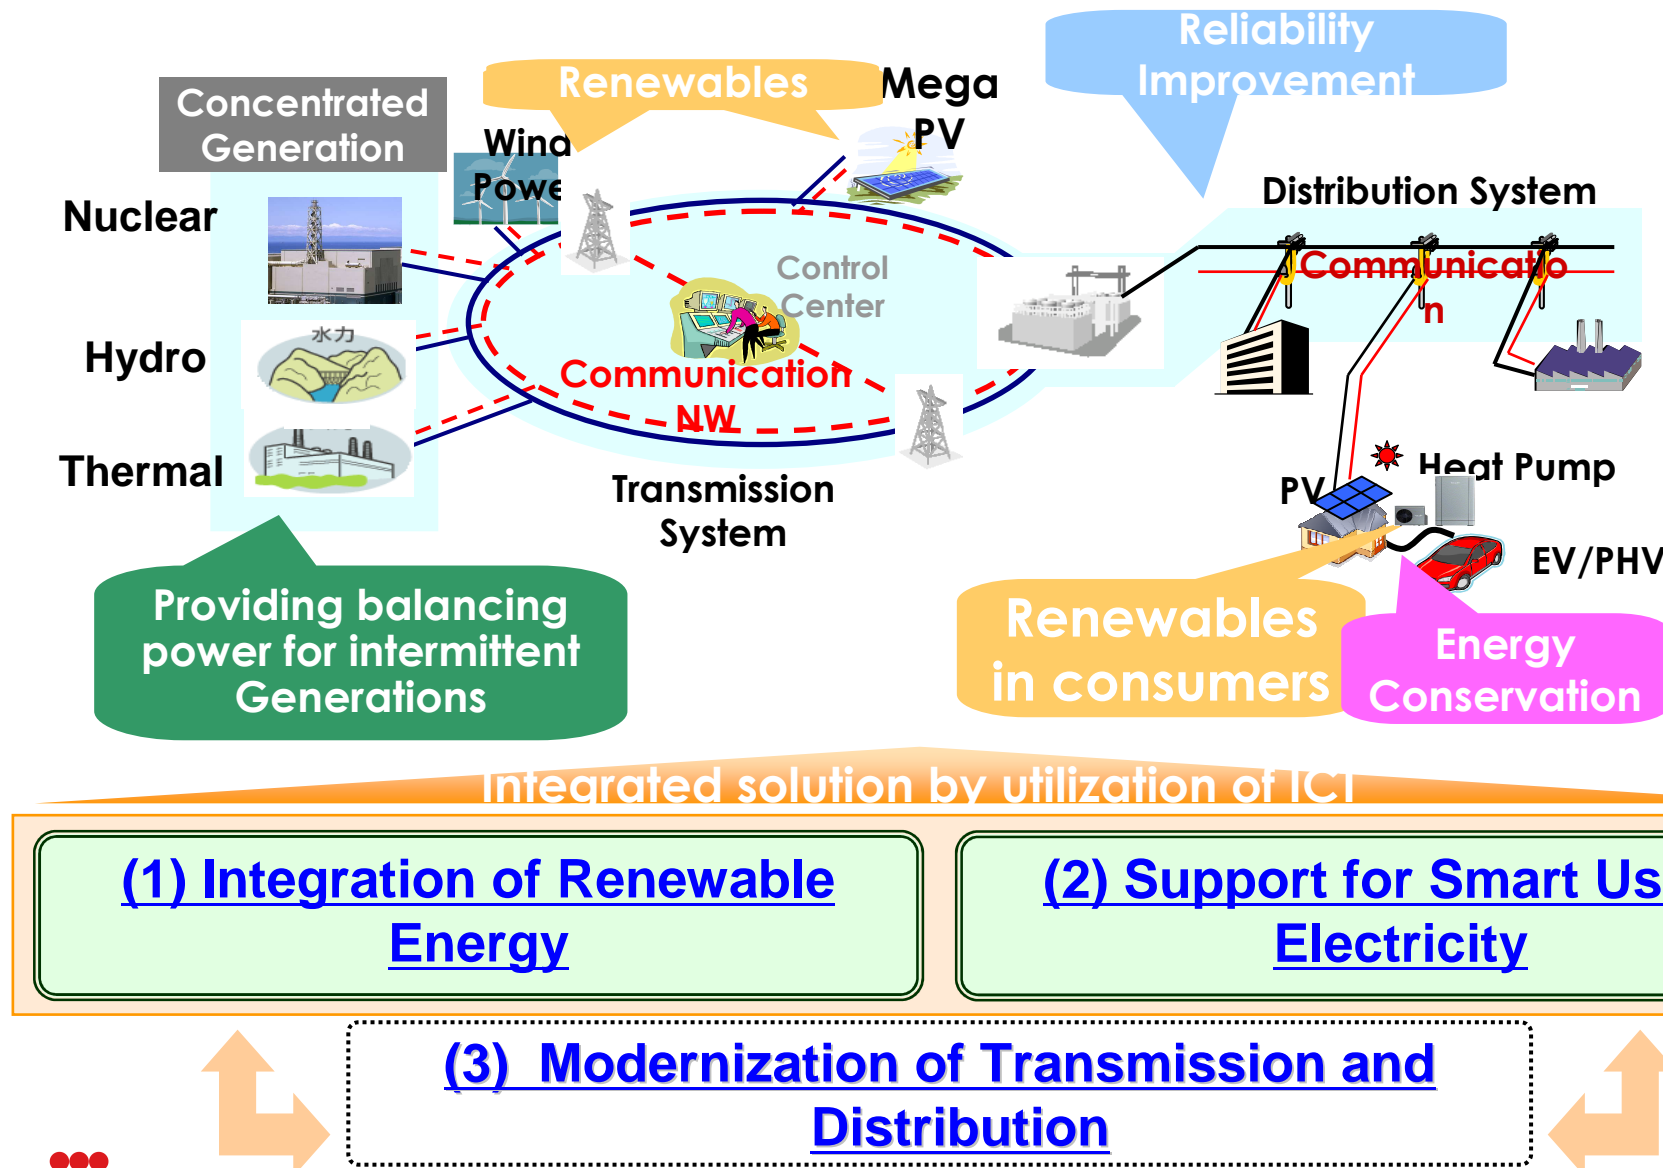 Reliability
Improvement
Renewables
Mega
PV
Concentrated
Generation
Wind
Power
Nuclear
Distribution System
Control
Center
Communicatio
n
水力
Hydro
Communication
NW
Thermal
Transmission
System
Heat Pump
PV
EV/PHV
Providing balancing
power for intermittent
Generations
Renewables
in consumers
Energy
Conservation
Integrated solution by utilization of ICT
(1) Integration of Renewable
Energy
(2) Support for Smart Us
Electricity
(3) Modernization of Transmission and
Distribution